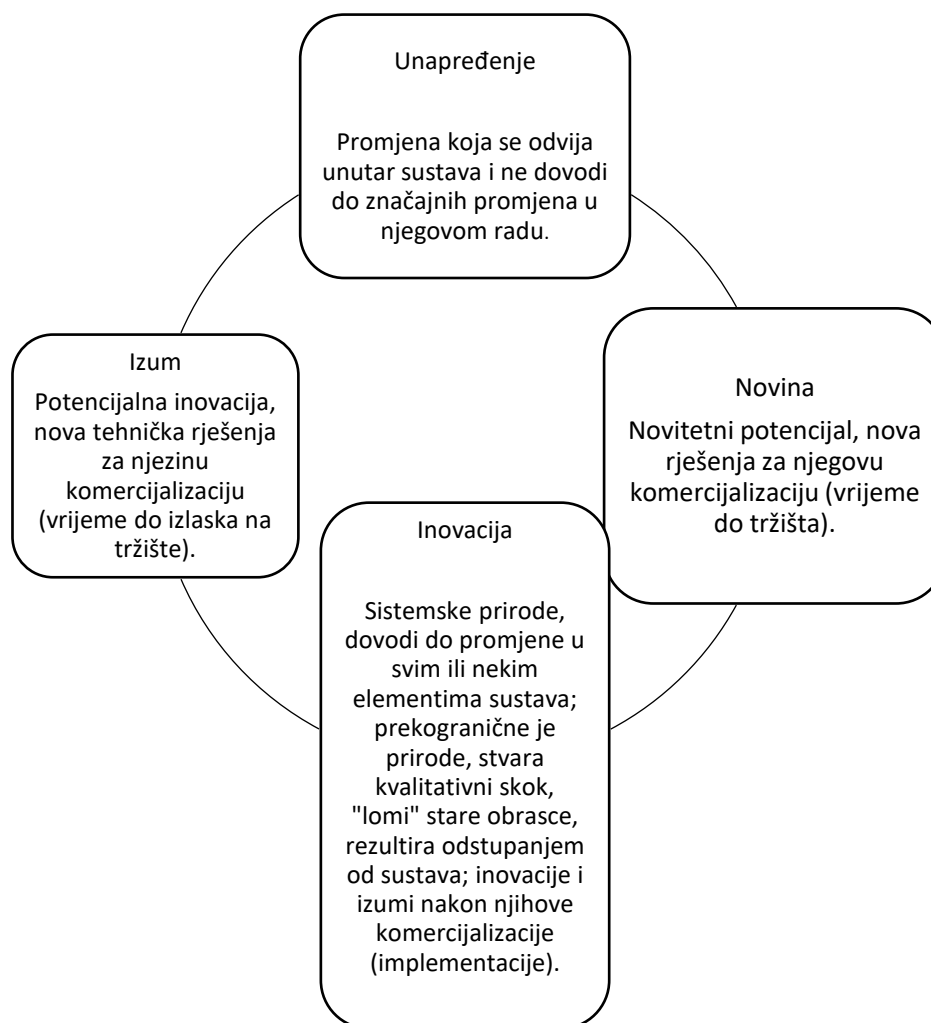 Unapređenje
Promjena koja se odvija
unutar sustava i ne dovodi
do značajnih promjena u
njegovom radu.
Izum
Potencijalna inovacija,
nova tehnička rješenja
za njezinu
komercijalizaciju
(vrijeme do izlaska na
tržište).
Novina
Novitetni potencijal, nova
rješenja za njegovu
komercijalizaciju (vrijeme
do tržišta).
Inovacija
Sistemske prirode,
dovodi do promjene u
svim ili nekim
elementima sustava;
prekogranične je
prirode, stvara
kvalitativni skok,
"lomi" stare obrasce,
rezultira odstupanjem
od sustava; inovacije i
izumi nakon njihove
komercijalizacije
(implementacije).